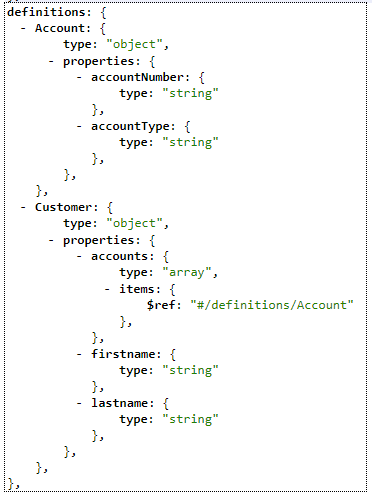 definitions: {
- Account: {
type: "object",
- properties: {
- accountNumber: {
type: "string"
},
- accountType: {
type: "string"
},
},
},
- Customer: {
type: "object",
- properties: {
- accounts: {
type: "array",
- items: {
$ref: "#/definitions/Account"
},
},
- firstname: {
type: "string"
},
- lastname: {
type: "string"
},
},
},
},